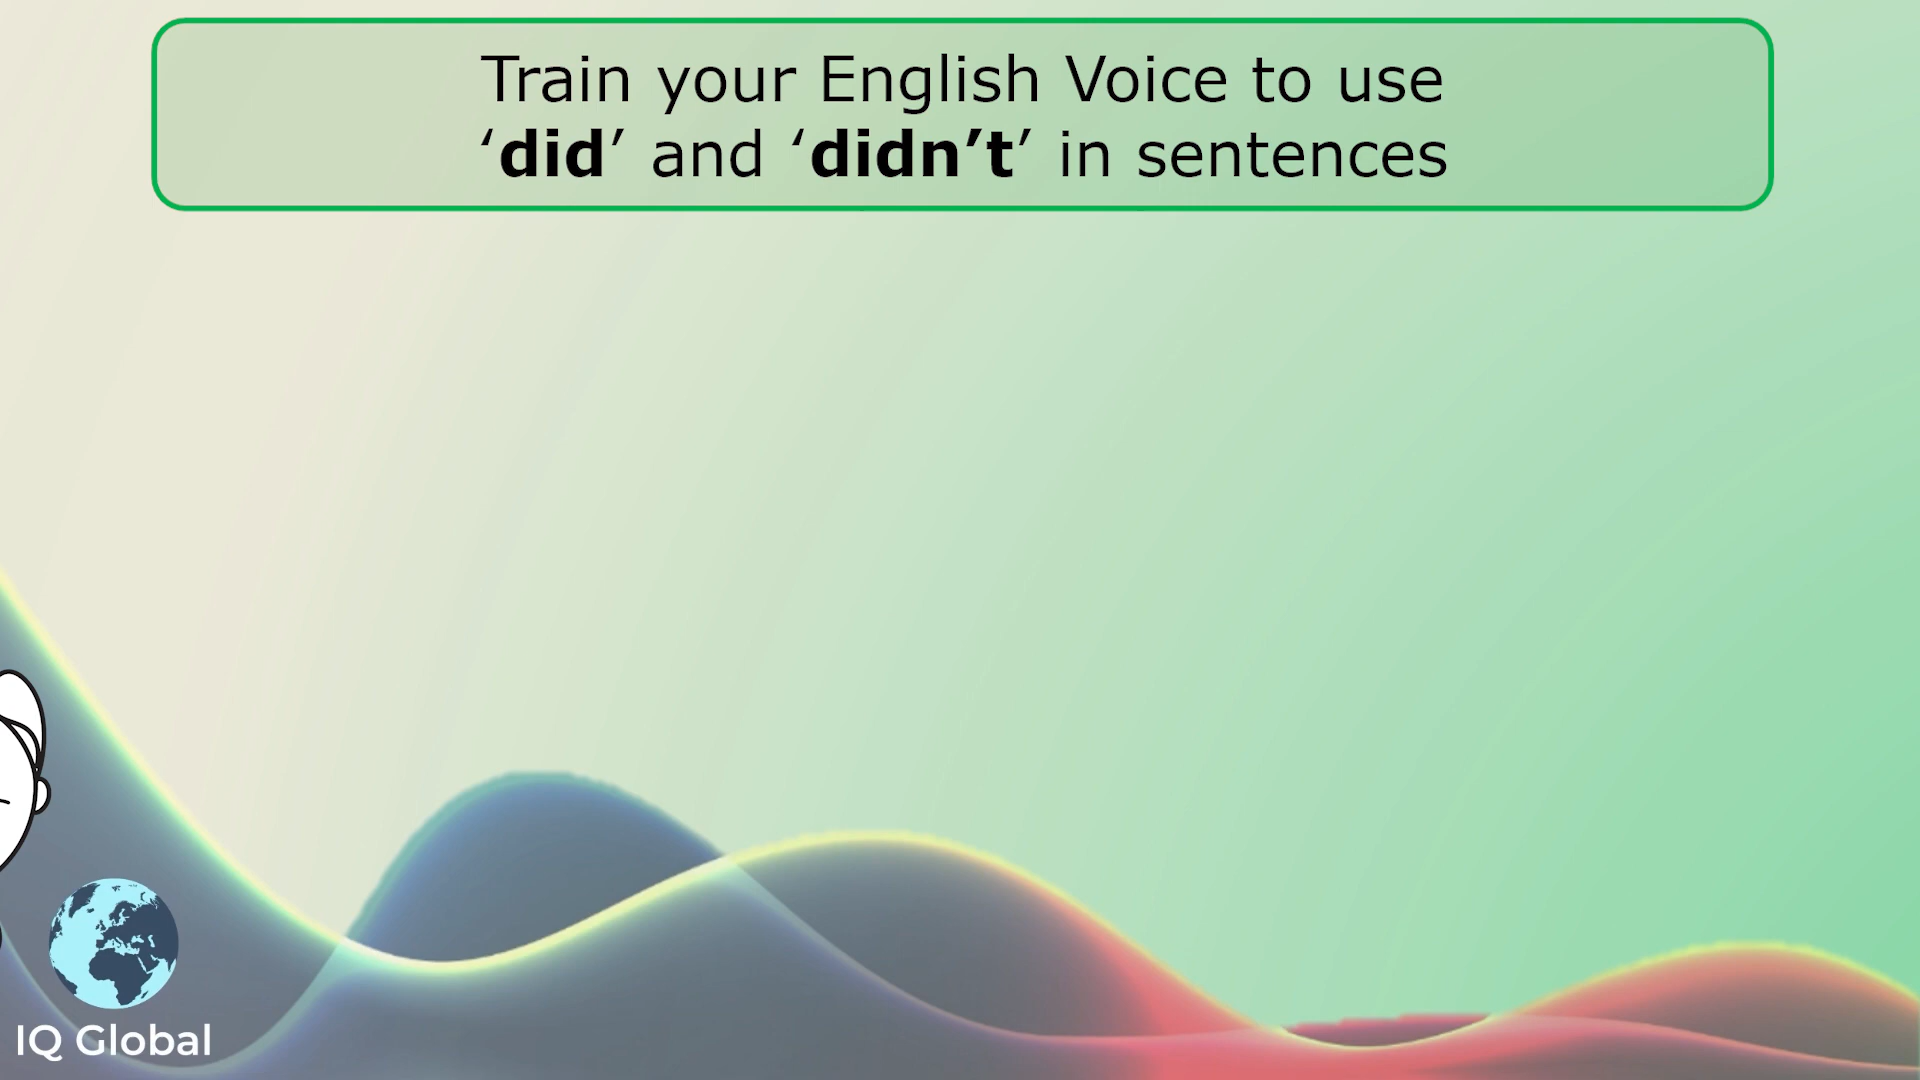 Train your English Voice to use
‘did’ and ‘didn’t’ in sentences
IQ Global